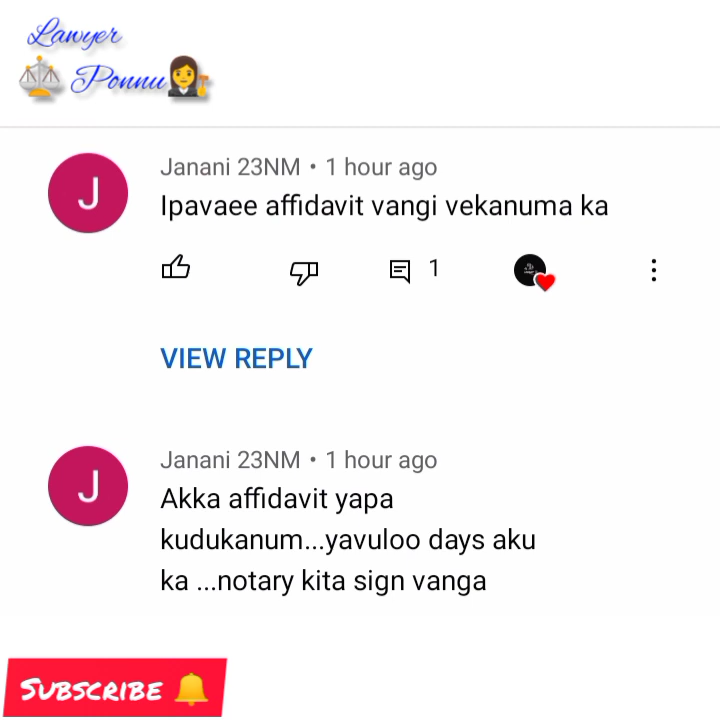 Lawyer
Ponnu
Janani 23NM • 1 hour ago
J
Ipavaee affidavit vangi vekanuma ka
1
VIEW REPLY
Janani 23NM • 1 hour ago
J
Akka affidavit yapa
kudukanum...yavuloo days aku
ka ...notary kita sign vanga
SUBSCRIBE